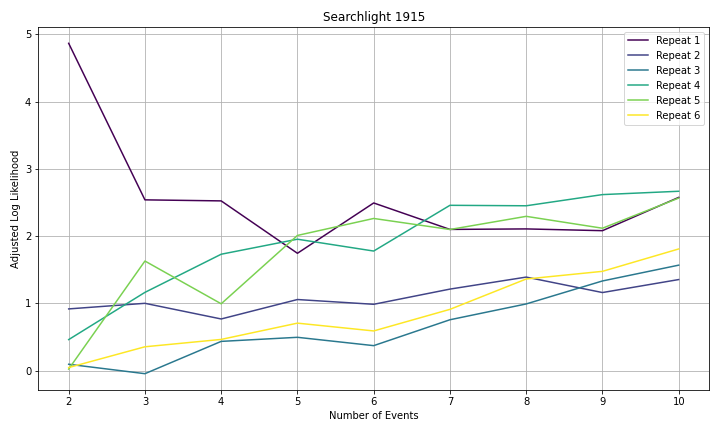 Searchlight 1915
Adjusted Log Likelihood
5
4
3
2
1
0
Repeat 1
Repeat 2
Repeat 3
Repeat 4
Repeat 5
Repeat 6
2 3 4 5 6 7 8 9 10
Number of Events